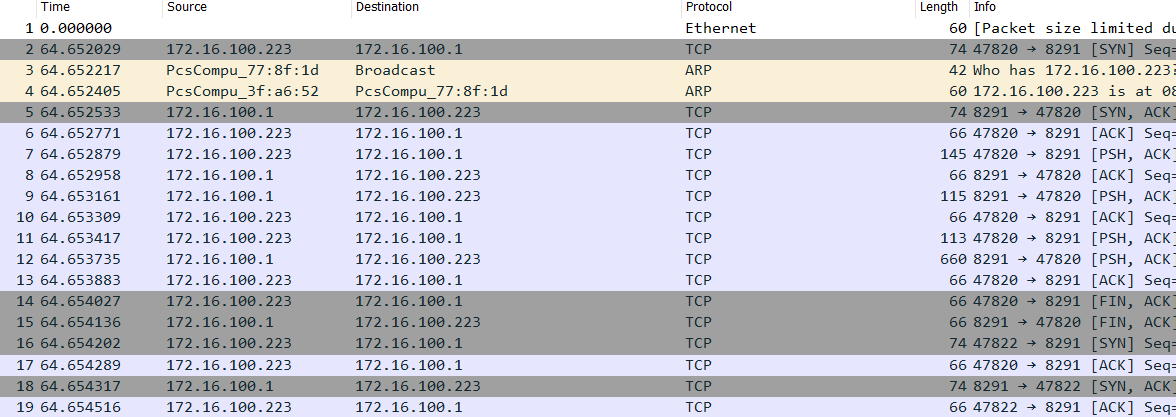 Time Source Destination Protocol Length Info
1 0.000000 Ethernet 60 [Packet size limited du
2 64.652029 172.16.100.223 172.16.100.1 TCP 74 47820 → 8291 [SYN] Seq=
3 64.652217 PcsCompu_77:8f:1d Broadcast ARP 42 Who has 172.16.100.223?
4 64.652405 PcsCompu_3f:a6:52 PcsCompu_77:8f:1d ARP 60 172.16.100.223 is at 08
5 64.652533 172.16.100.1 172.16.100.223 TCP 74 8291 → 47820 [SYN, ACK]
6 64.652771 172.16.100.223 172.16.100.1 TCP 66 47820 → 8291 [ACK] Seq=
7 64.652879 172.16.100.223 172.16.100.1 TCP 145 47820 → 8291 [PSH, ACK]
8 64.652958 172.16.100.1 172.16.100.223 TCP 66 8291 → 47820 [ACK] Seq=
9 64.653161 172.16.100.1 172.16.100.223 TCP 115 8291 → 47820 [PSH, ACK]
10 64.653309 172.16.100.223 172.16.100.1 TCP 66 47820 → 8291 [ACK] Seq=
11 64.653417 172.16.100.223 172.16.100.1 TCP 113 47820 → 8291 [PSH, ACK]
12 64.653735 172.16.100.1 172.16.100.223 TCP 660 8291 → 47820 [PSH, ACK]
13 64.653883 172.16.100.223 172.16.100.1 TCP 66 47820 → 8291 [ACK] Seq=
14 64.654027 172.16.100.223 172.16.100.1 TCP 66 47820 → 8291 [FIN, ACK]
15 64.654136 172.16.100.1 172.16.100.223 TCP 66 8291 → 47820 [FIN, ACK]
16 64.654202 172.16.100.223 172.16.100.1 TCP 74 47822 → 8291 [SYN] Seq=
17 64.654289 172.16.100.223 172.16.100.1 TCP 66 47820 → 8291 [ACK] Seq=
18 64.654317 172.16.100.1 172.16.100.223 TCP 74 8291 → 47822 [SYN, ACK]
19 64.654516 172.16.100.223 172.16.100.1 TCP 66 47822 → 8291 [ACK] Seq=